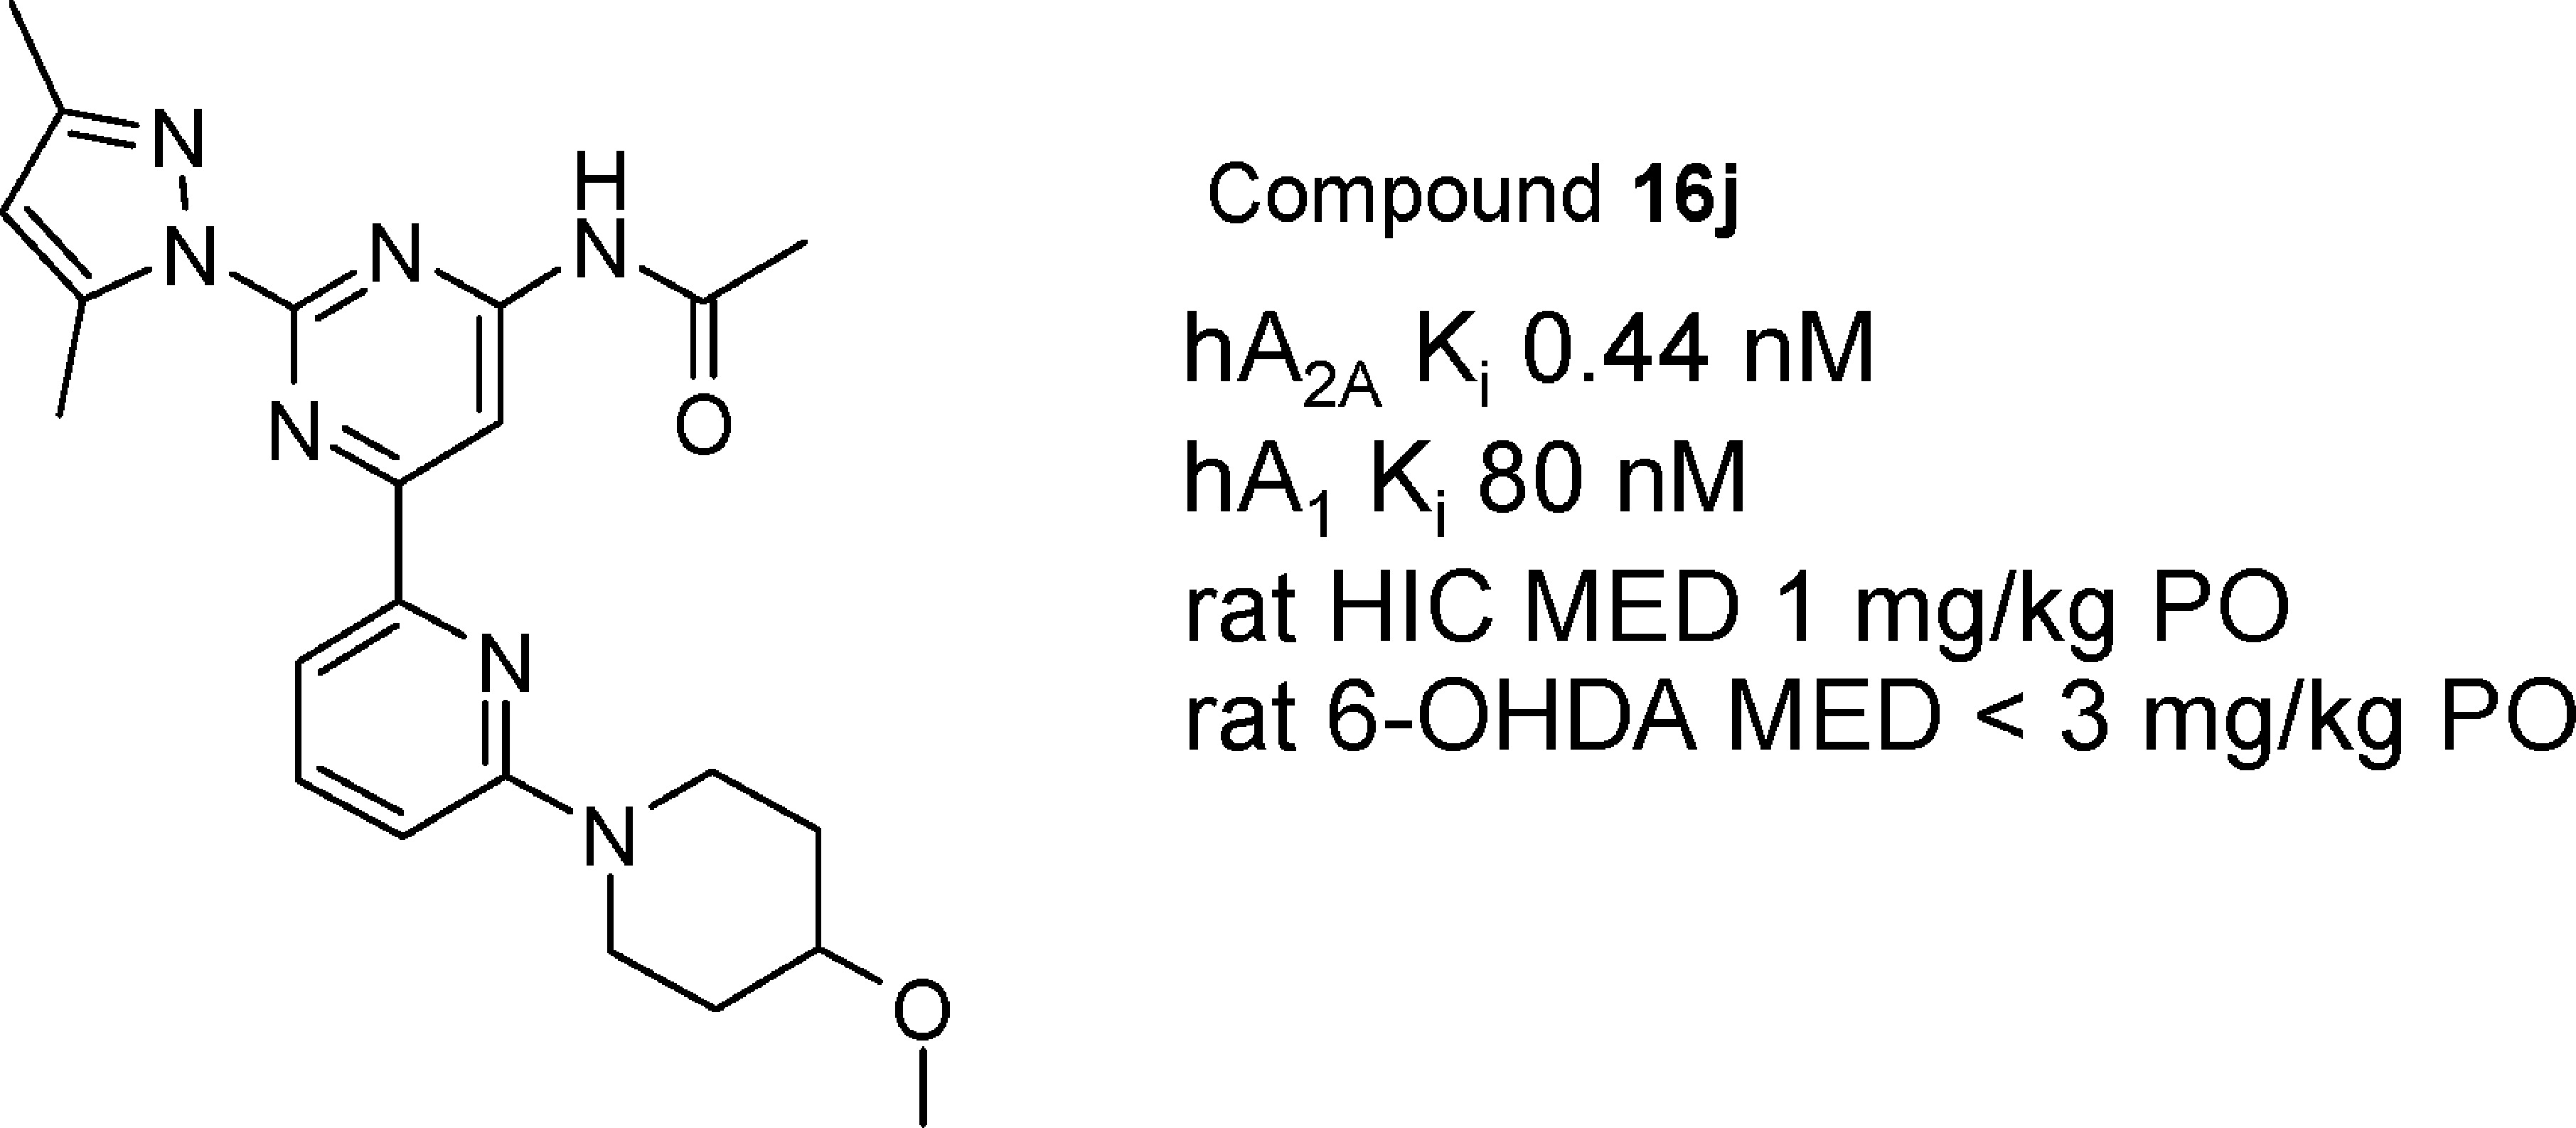 N
N
N
H
N
O
N
N
N
O
Compound 16j
hA2A Ki 0.44 nM
hA1 Ki 80 nM
rat HIC MED 1 mg/kg PO
rat 6-OHDA MED < 3 mg/kg PO